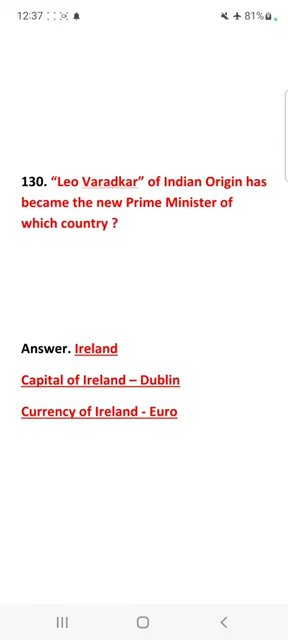 12:37
81%
130. “Leo Varadkar” of Indian Origin has
became the new Prime Minister of
which country ?
Answer. Ireland
Capital of Ireland – Dublin
Currency of Ireland - Euro